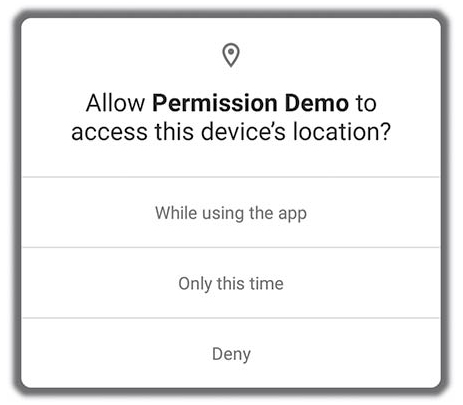 Allow Permission Demo to
access this device’s location?
While using the app
Only this time
Deny